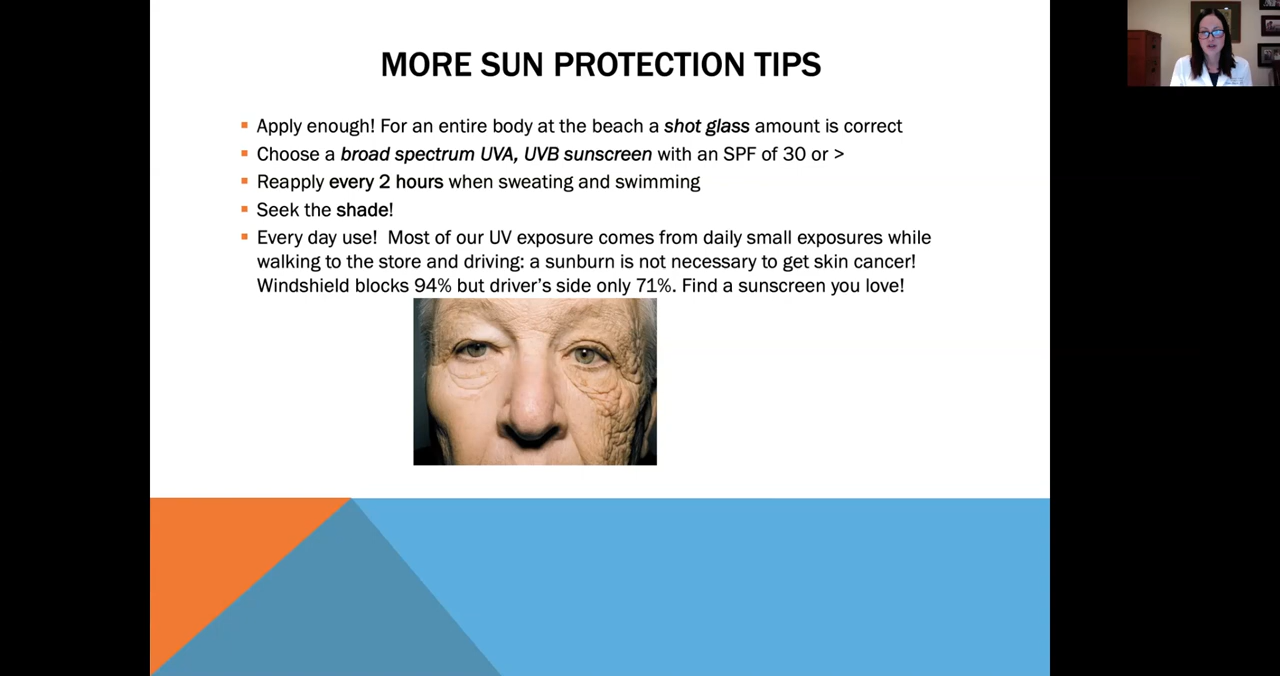 MORE SUN PROTECTION TIPS
Apply enough! For an entire body at the beach a shot glass amount is correct
Choose a broad spectrum UVA, UVB sunscreen with an SPF of 30 or >
Reapply every 2 hours when sweating and swimming
Seek the shade!
Every day use! Most of our UV exposure comes from daily small exposures while
walking to the store and driving: a sunburn is not necessary to get skin cancer!
Windshield blocks 94% but driver's side only 71%. Find a sunscreen you love!